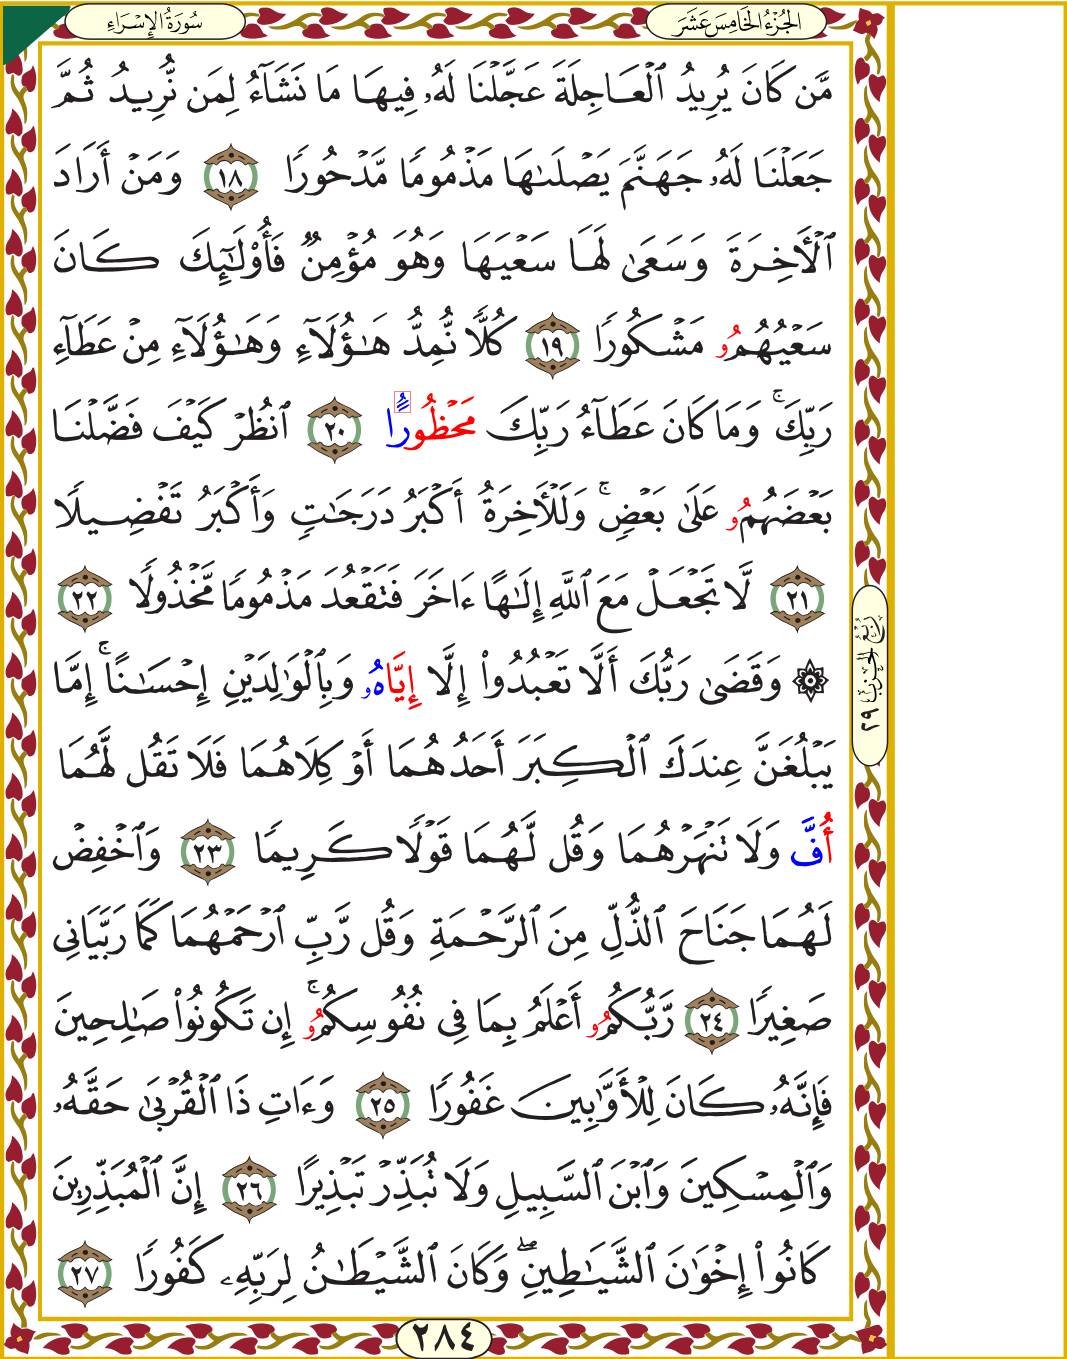 سُورَةُ الإِسْرَاءِ
الجُزْءُ الخَامِسَ عَشَرَ
مَّن كَانَ يُرِيدُ ٱلْعَاجِلَةَ عَجَّلْنَا لَهُۥ فِيهَا مَا نَشَآءُ لِمَن نُّرِيدُ ثُمَّ
جَعَلْنَا لَهُۥ جَهَنَّمَ يَصْلَىٰهَا مَذْمُومًا مَّدْحُورًا ١٨ وَمَنْ أَرَادَ
ٱلْأَخِرَةَ وَسَعَىٰ لَهَا سَعْيَهَا وَهُوَ مُؤْمِنٌ فَأُوْلَٰٓئِكَ كَانَ
سَعْيُهُمُۥ مَشْكُورًا ١٩ كُلًّا نُّمِدُّ هَٰٓؤُلَآءِ وَهَٰٓؤُلَآءِ مِنْ عَطَآءِ
رَبِّكَۚ وَمَا كَانَ عَطَآءُ رَبِّكَ مَحْظُورًا ٢٠ ٱنظُرْ كَيْفَ فَضَّلْنَا
بَعْضَهُمُۥ عَلَىٰ بَعْضٍۚ وَلَلْأَخِرَةُ أَكْبَرُ دَرَجَٰتٍ وَأَكْبَرُ تَفْضِيلًا
٢١ لَّا تَجْعَلْ مَعَ ٱللَّهِ إِلَٰهًا ءَاخَرَ فَتَقْعُدَ مَذْمُومًا مَّخْذُولًا ٢٢
۞ وَقَضَىٰ رَبُّكَ أَلَّا تَعْبُدُوٓا۟ إِلَّا إِيَّاهُۥ وَبِٱلْوَٰلِدَيْنِ إِحْسَٰنًاۚ إِمَّا
يَبْلُغَنَّ عِندَكَ ٱلْكِبَرَ أَحَدُهُمَا أَوْ كِلَاهُمَا فَلَا تَقُل لَّهُمَا
أُفَّ وَلَا تَنْهَرْهُمَا وَقُل لَّهُمَا قَوْلًا كَرِيمًا ٢٣ وَٱخْفِضْ
لَهُمَا جَنَاحَ ٱلذُّلِّ مِنَ ٱلرَّحْمَةِ وَقُل رَّبِّ ٱرْحَمْهُمَا كَمَا رَبَّيَانِى
صَغِيرًا ٢٤ رَّبُّكُمُۥ أَعْلَمُ بِمَا فِى نُفُوسِكُمُۥۚ إِن تَكُونُوا۟ صَٰلِحِينَ
فَإِنَّهُۥ كَانَ لِلْأَوَّٰبِينَ غَفُورًا ٢٥ وَءَاتِ ذَا ٱلْقُرْبَىٰ حَقَّهُۥ
وَٱلْمِسْكِينَ وَٱبْنَ ٱلسَّبِيلِ وَلَا تُبَذِّرْ تَبْذِيرًا ٢٦ إِنَّ ٱلْمُبَذِّرِينَ
كَانُوٓا۟ إِخْوَٰنَ ٱلشَّيَٰطِينِۖ وَكَانَ ٱلشَّيْطَٰنُ لِرَبِّهِۦ كَفُورًا ٢٧
رُبْعُ الحِزْبِ ٢٩
٢٨٤